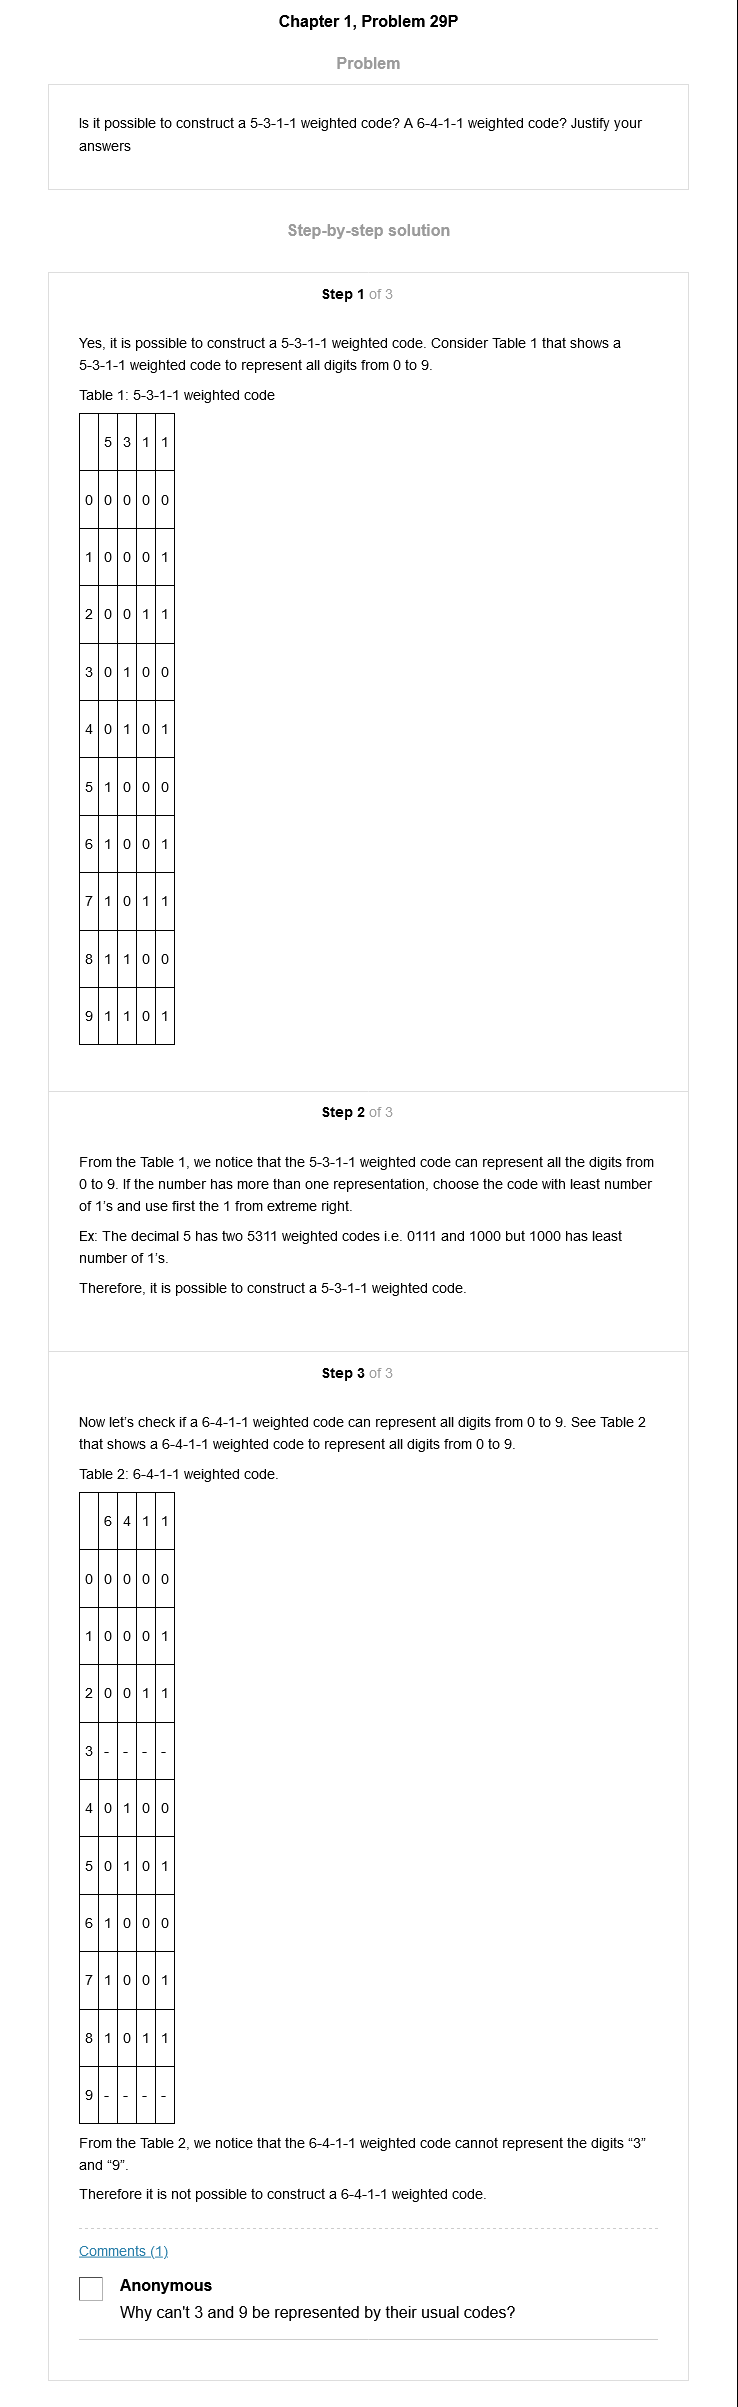 Chapter 1, Problem 29P
Problem
Is it possible to construct a 5-3-1-1 weighted code? A 6-4-1-1 weighted code? Justify your
answers
Step-by-step solution
Step 1 of 3
Yes, it is possible to construct a 5-3-1-1 weighted code. Consider Table 1 that shows a
5-3-1-1 weighted code to represent all digits from 0 to 9.
Table 1: 5-3-1-1 weighted code
5 3 1 1
0 0 0 0 0
1 0 0 0 1
2 0 0 1 1
3 0 1 0 0
4 0 1 0 1
5 1 0 0 0
6 1 0 0 1
7 1 0 1 1
8 1 1 0 0
9 1 1 0 1
Step 2 of 3
From the Table 1, we notice that the 5-3-1-1 weighted code can represent all the digits from
0 to 9. If the number has more than one representation, choose the code with least number
of 1's and use first the 1 from extreme right.
Ex: The decimal 5 has two 5311 weighted codes i.e. 0111 and 1000 but 1000 has least
number of 1's.
Therefore, it is possible to construct a 5-3-1-1 weighted code.
Step 3 of 3
Now let's check if a 6-4-1-1 weighted code can represent all digits from 0 to 9. See Table 2
that shows a 6-4-1-1 weighted code to represent all digits from 0 to 9.
Table 2: 6-4-1-1 weighted code.
6 4 1 1
0 0 0 0 0
1 0 0 0 1
2 0 0 1 1
3 - - - -
4 0 1 0 0
5 0 1 0 1
6 1 0 0 0
7 1 0 0 1
8 1 0 1 1
9 - - - -
From the Table 2, we notice that the 6-4-1-1 weighted code cannot represent the digits “3”
and “9”.
Therefore it is not possible to construct a 6-4-1-1 weighted code.
Comments (1)
Anonymous
Why can't 3 and 9 be represented by their usual codes?